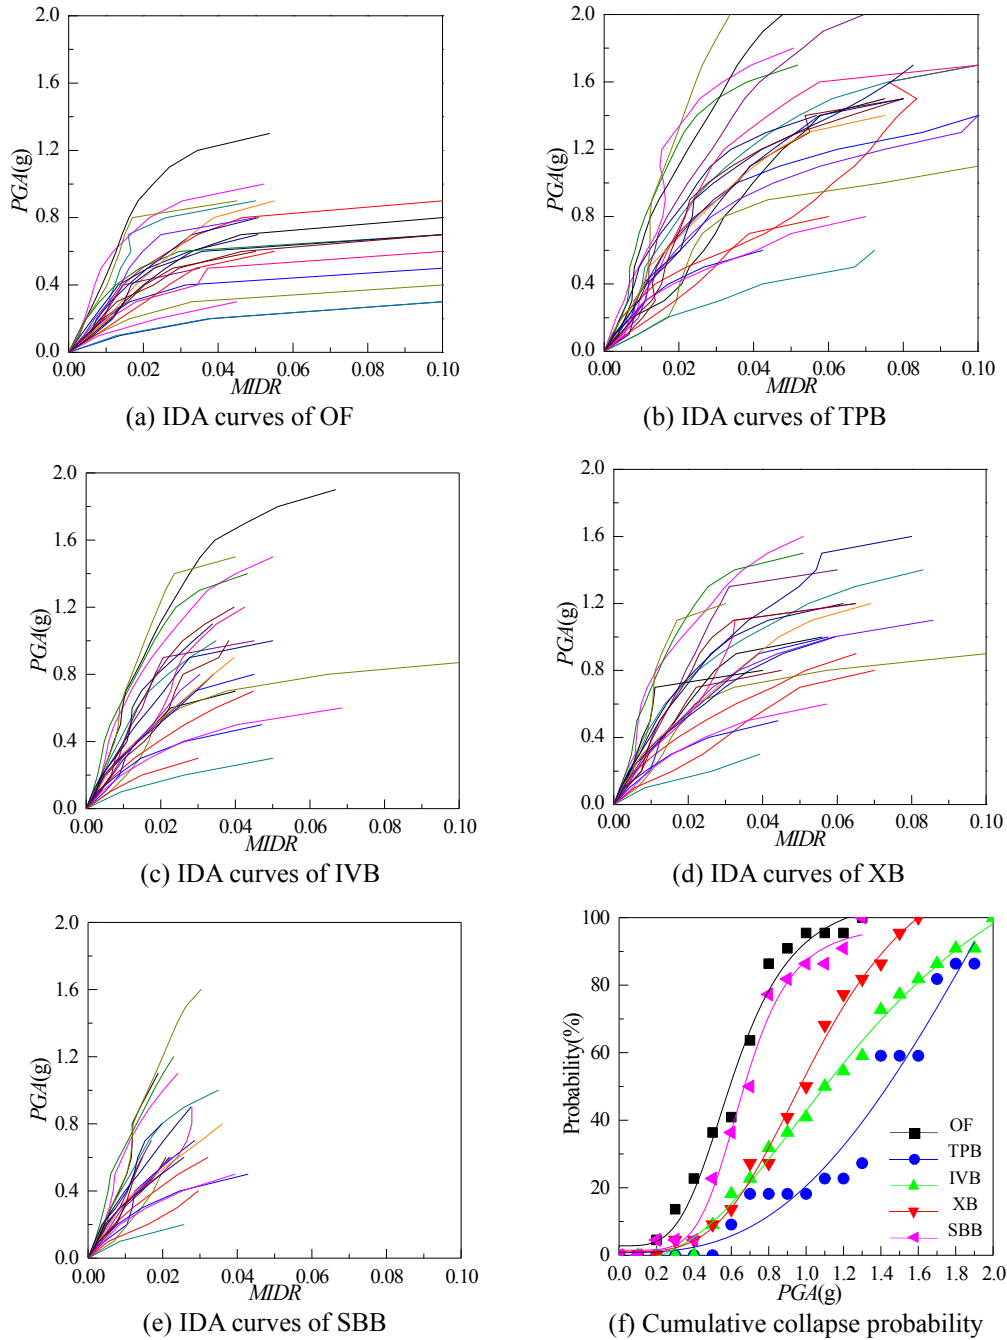 2.0
1.6
1.2
0.8
0.4
0.0
PGA(g)
0.00 0.02 0.04 0.06 0.08 0.10
MIDR
(a) IDA curves of OF
2.0
1.6
1.2
0.8
0.4
0.0
PGA(g)
0.00 0.02 0.04 0.06 0.08 0.10
MIDR
(b) IDA curves of TPB
2.0
1.6
1.2
0.8
0.4
0.0
PGA(g)
0.00 0.02 0.04 0.06 0.08 0.10
MIDR
(c) IDA curves of IVB
2.0
1.6
1.2
0.8
0.4
0.0
PGA(g)
0.00 0.02 0.04 0.06 0.08 0.10
MIDR
(d) IDA curves of XB
2.0
1.6
1.2
0.8
0.4
0.0
PGA(g)
0.00 0.02 0.04 0.06 0.08 0.10
MIDR
(e) IDA curves of SBB
100
80
60
40
20
0
Probability(%)
OF
TPB
IVB
XB
SBB
0.0 0.2 0.4 0.6 0.8 1.0 1.2 1.4 1.6 1.8 2.0
PGA(g)
(f) Cumulative collapse probability